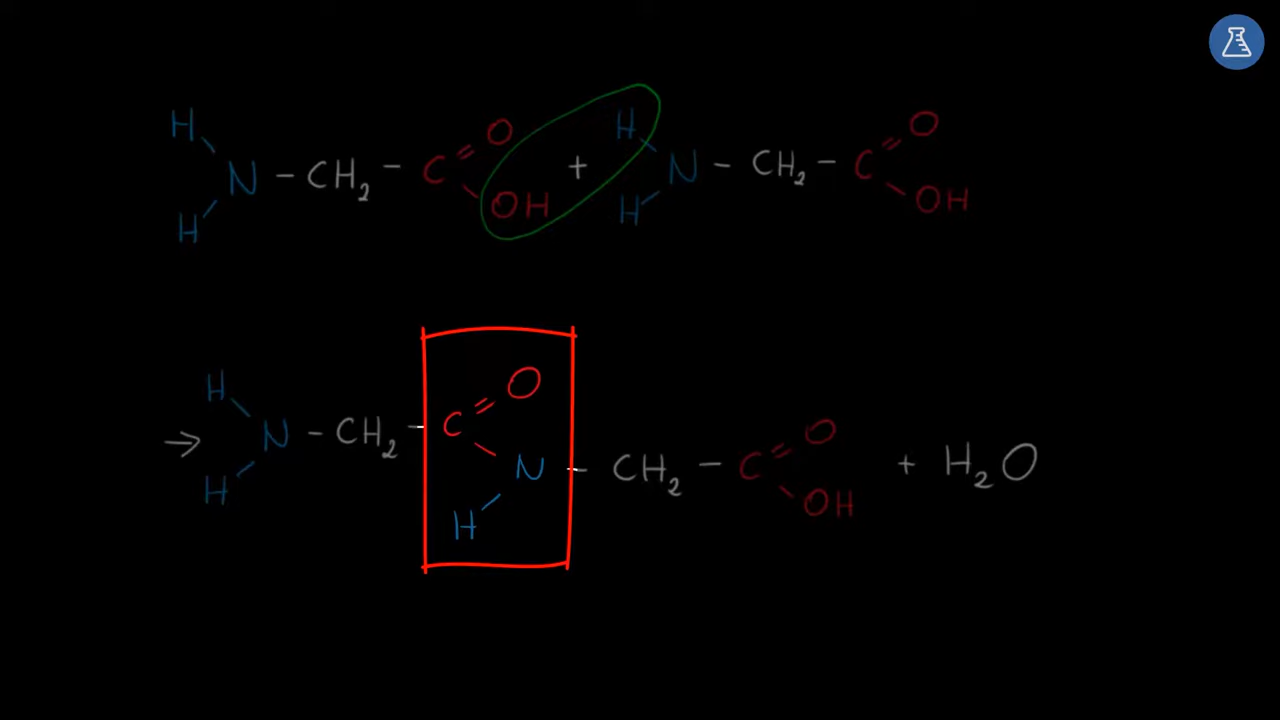 H
N - CH₂ - C = O
H
OH
+
H
N - CH₂ - C = O
H
OH
→ H
N - CH₂ - C = O
H
N - CH₂ - C = O
H
OH
+ H₂O